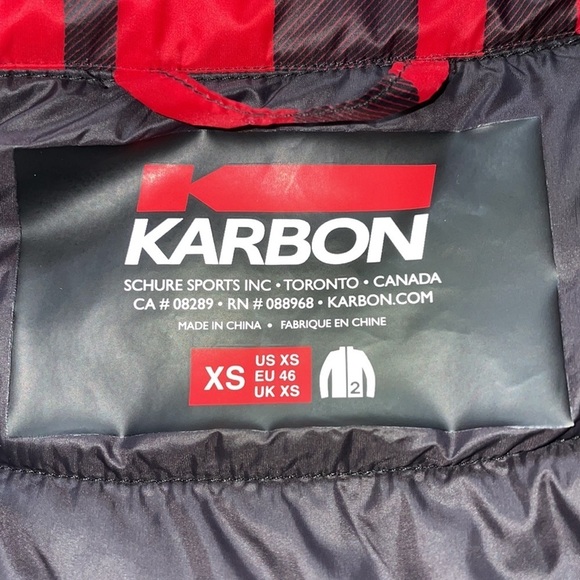 KARBON
SCHURE SPORTS INC • TORONTO • CANADA
CA # 08289 • RN # 088968 • KARBON.COM
MADE IN CHINA • FABRIQUE EN CHINE
XS
US XS
EU 46
UK XS
2